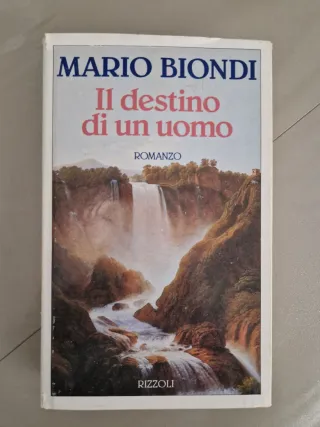 MARIO BIONDI
Il destino
di un uomo
ROMANZO
RIZZOLI